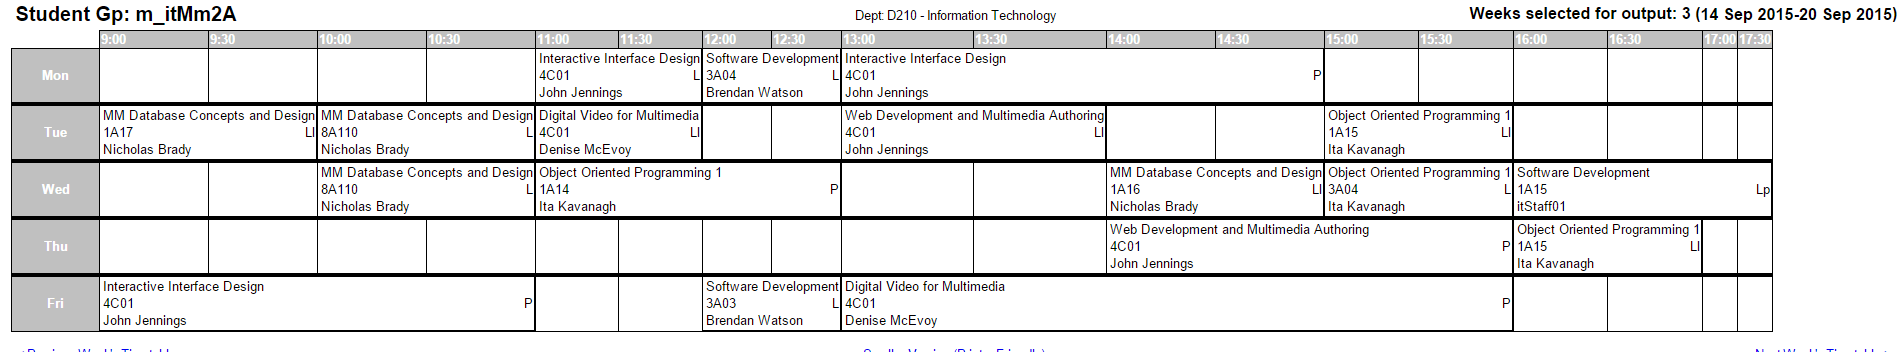 Student Gp: m_itMm2A
Dept: D210 - Information Technology
Weeks selected for output: 3 (14 Sep 2015-20 Sep 2015)
9:00 9:30 10:00 10:30 11:00 11:30 12:00 12:30 13:00 13:30 14:00 14:30 15:00 15:30 16:00 16:30 17:00 17:30
Mon
Interactive Interface Design
4C01 L
John Jennings
Software Development
3A04 L
Brendan Watson
Interactive Interface Design
4C01 P
John Jennings
Tue
MM Database Concepts and Design
1A17 Ll
Nicholas Brady
MM Database Concepts and Design
8A110 L
Nicholas Brady
Digital Video for Multimedia
4C01 Ll
Denise McEvoy
Web Development and Multimedia Authoring
4C01 Ll
John Jennings
Object Oriented Programming 1
1A15 Ll
Ita Kavanagh
Wed
MM Database Concepts and Design
8A110 L
Nicholas Brady
Object Oriented Programming 1
1A14 P
Ita Kavanagh
MM Database Concepts and Design
1A16 Ll
Nicholas Brady
Object Oriented Programming 1
3A04 L
Ita Kavanagh
Software Development
1A15 Lp
itStaff01
Thu
Web Development and Multimedia Authoring
4C01 P
John Jennings
Object Oriented Programming 1
1A15 Ll
Ita Kavanagh
Fri
Interactive Interface Design
4C01 P
John Jennings
Software Development
3A03 L
Brendan Watson
Digital Video for Multimedia
4C01 P
Denise McEvoy